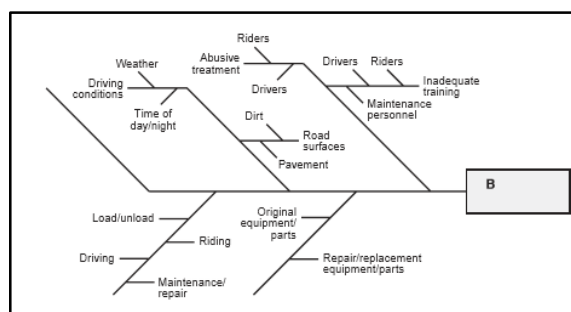 Riders
Abusive
treatment
Drivers
Drivers
Riders
Inadequate
training
Maintenance
personnel
Weather
Driving
conditions
Time of
day/night
Dirt
Road
surfaces
Pavement
B
Load/unload
Riding
Driving
Maintenance/
repair
Original
equipment/
parts
Repair/replacement
equipment/parts